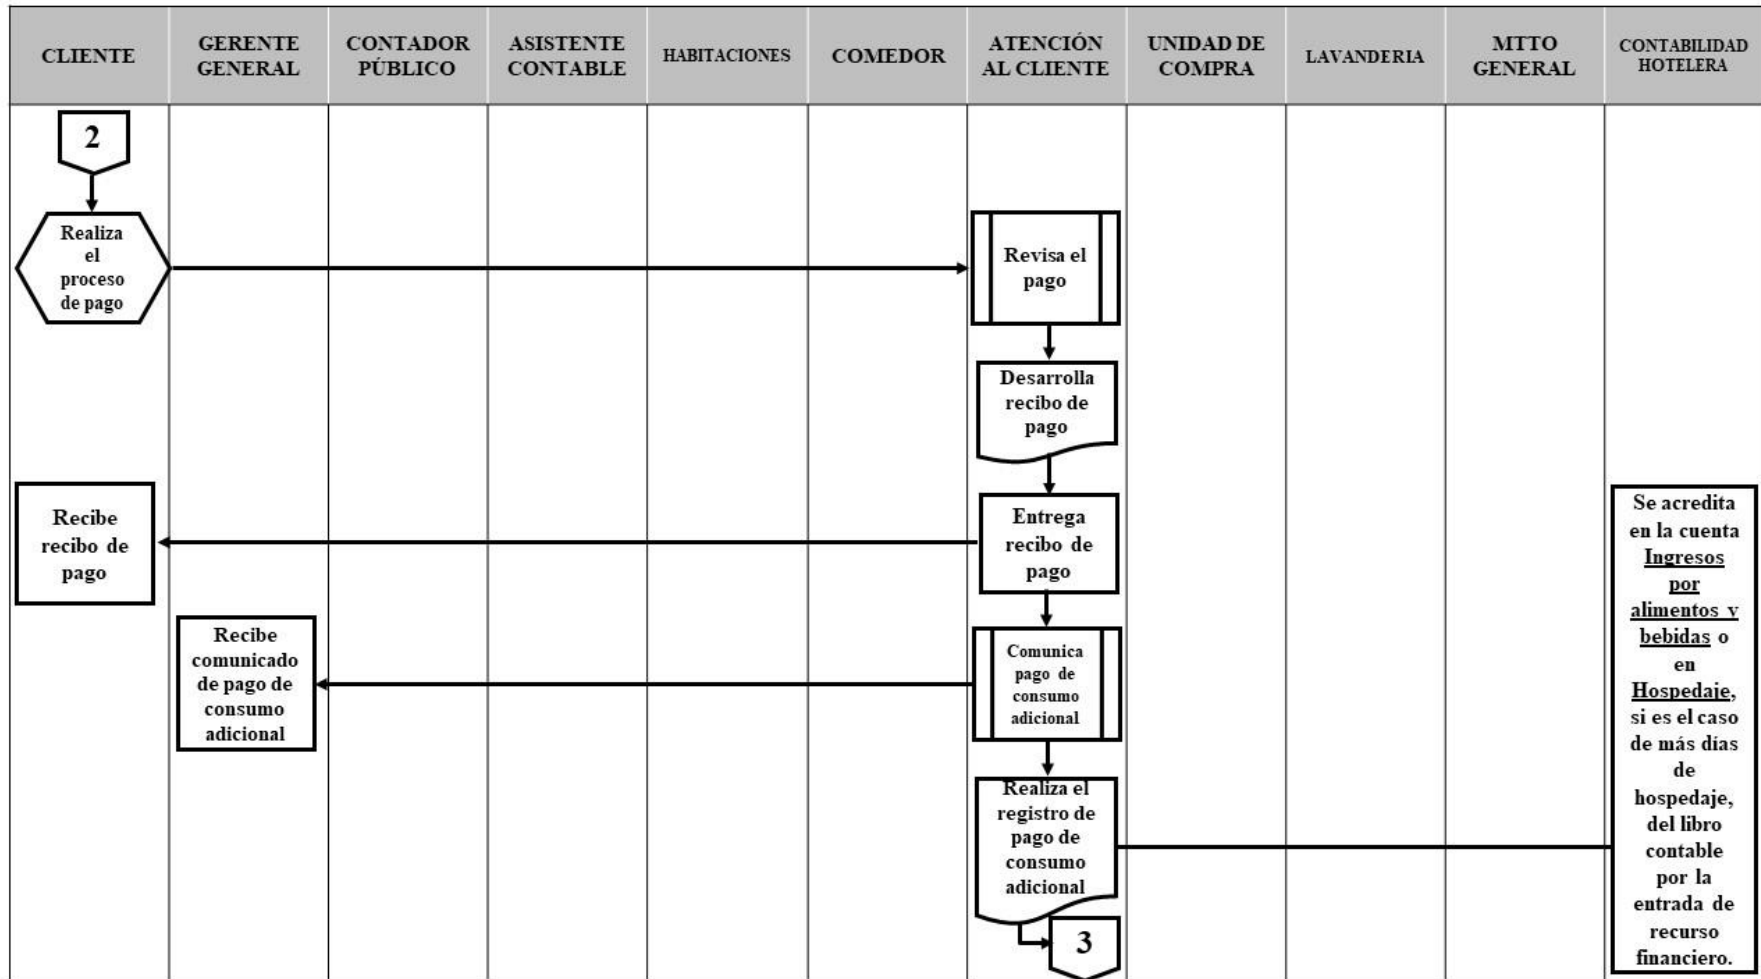 CLIENTE
GERENTE
GENERAL
CONTADOR
PÚBLICO
ASISTENTE
CONTABLE
HABITACIONES
COMEDOR
ATENCIÓN
AL CLIENTE
UNIDAD DE
COMPRA
LAVANDERIA
MTTO
GENERAL
CONTABILIDAD
HOTELERA
2
Realiza
el
proceso
de pago
Revisa el
pago
Desarrolla
recibo de
pago
Entrega
recibo de
pago
Recibe
recibo de
pago
Comunica
pago de
consumo
adicional
Recibe
comunicado
de pago de
consumo
adicional
Realiza el
registro de
pago de
consumo
adicional
Se acredita
en la cuenta
Ingresos
por
alimentos y
bebidas o
en
Hospedaje,
si es el caso
de más días
de
hospedaje,
del libro
contable
por la
entrada de
recurso
financiero.
3